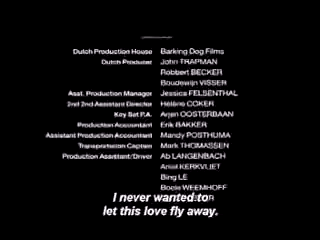 Dutch Production House Barking Dog Films
Dutch Producer John TRAPMAN
Robbert BECKER
Boudewijn VISSER
Asst. Production Manager Jessica FELSENTHAL
2nd 2nd Assistant Director Hélène COKER
Key Set P.A. Arjen OOSTERBAAN
Production Accountant Erik BAKKER
Assistant Production Accountant Mandy POSTHUMA
Transportation Captain Mark THOMASSEN
Production Assistant/Driver Ab LANGENBACH
KERKVLIET
Bing LE
WEEMHOFF
I never wanted to
let this love fly away.